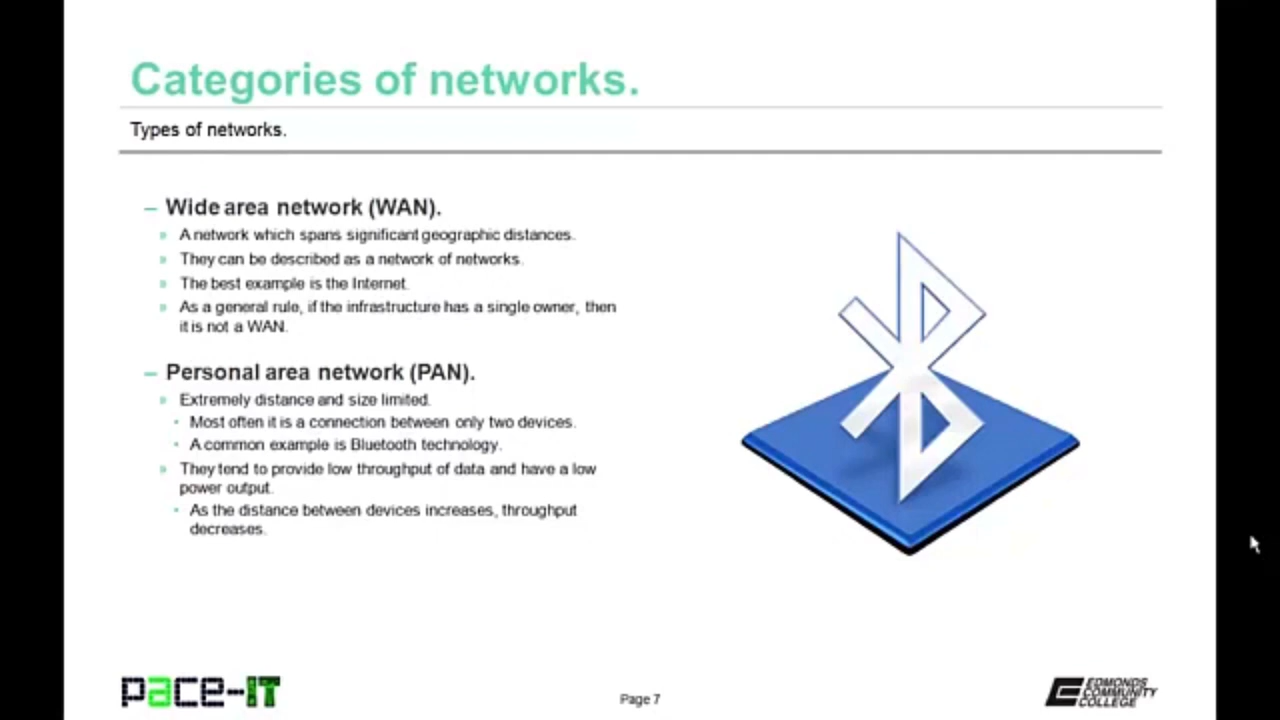 Categories of networks.
Types of networks.
– Wide area network (WAN).
» A network which spans significant geographic distances.
» They can be described as a network of networks.
» The best example is the Internet.
» As a general rule, if the infrastructure has a single owner, then
it is not a WAN.
– Personal area network (PAN).
» Extremely distance and size limited.
• Most often it is a connection between only two devices.
• A common example is Bluetooth technology.
» They tend to provide low throughput of data and have a low
power output.
• As the distance between devices increases, throughput
decreases.
pace-IT
Page 7
EDMONDS
COMMUNITY
COLLEGE